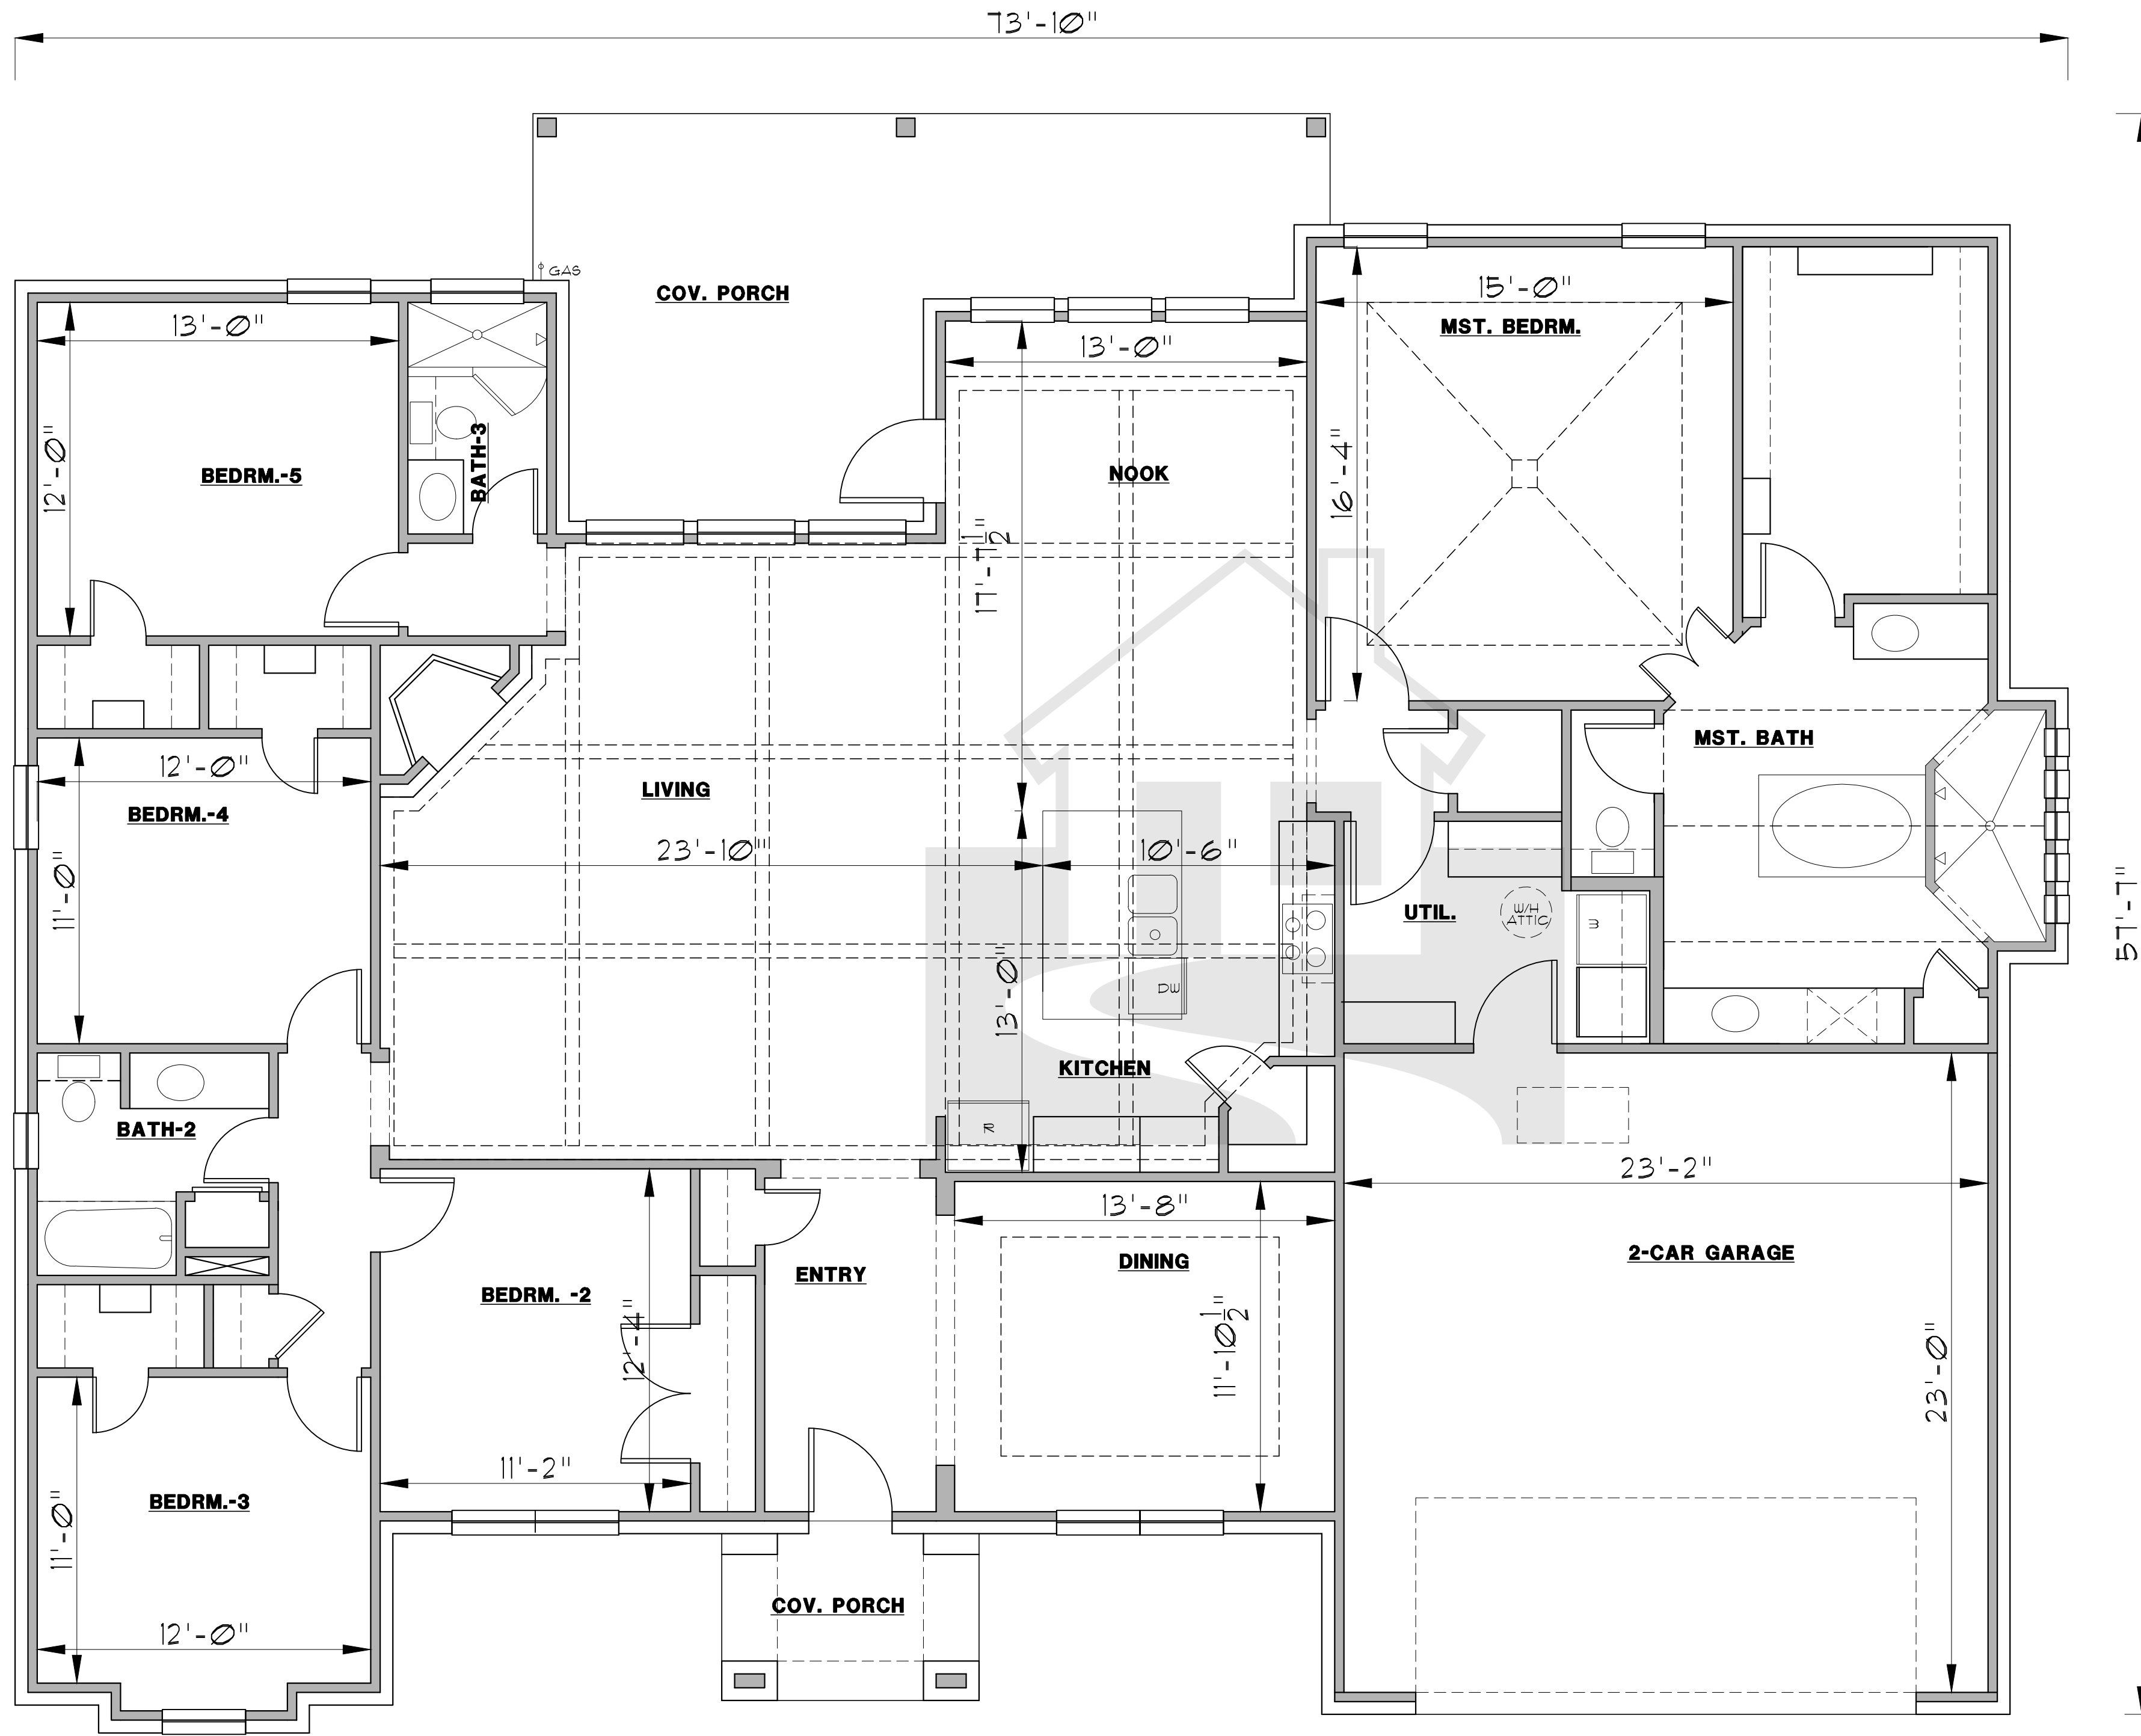 73'-10"
GAS
COV. PORCH
15'-0"
MST. BEDRM.
13'-0"
13'-0"
12'-0"
BEDRM.-5
BATH-3
NOOK
16'-4"
17'-7 1/2"
MST. BATH
12'-0"
BEDRM.-4
LIVING
11'-0"
23'-10"
10'-6"
57'-7"
UTIL.
W/H
ATTIC
W
DW
13'-0"
KITCHEN
BATH-2
23'-2"
13'-8"
DINING
2-CAR GARAGE
ENTRY
BEDRM. -2
12'-4"
11'-10 1/2"
23'-0"
11'-2"
BEDRM.-3
11'-0"
COV. PORCH
12'-0"